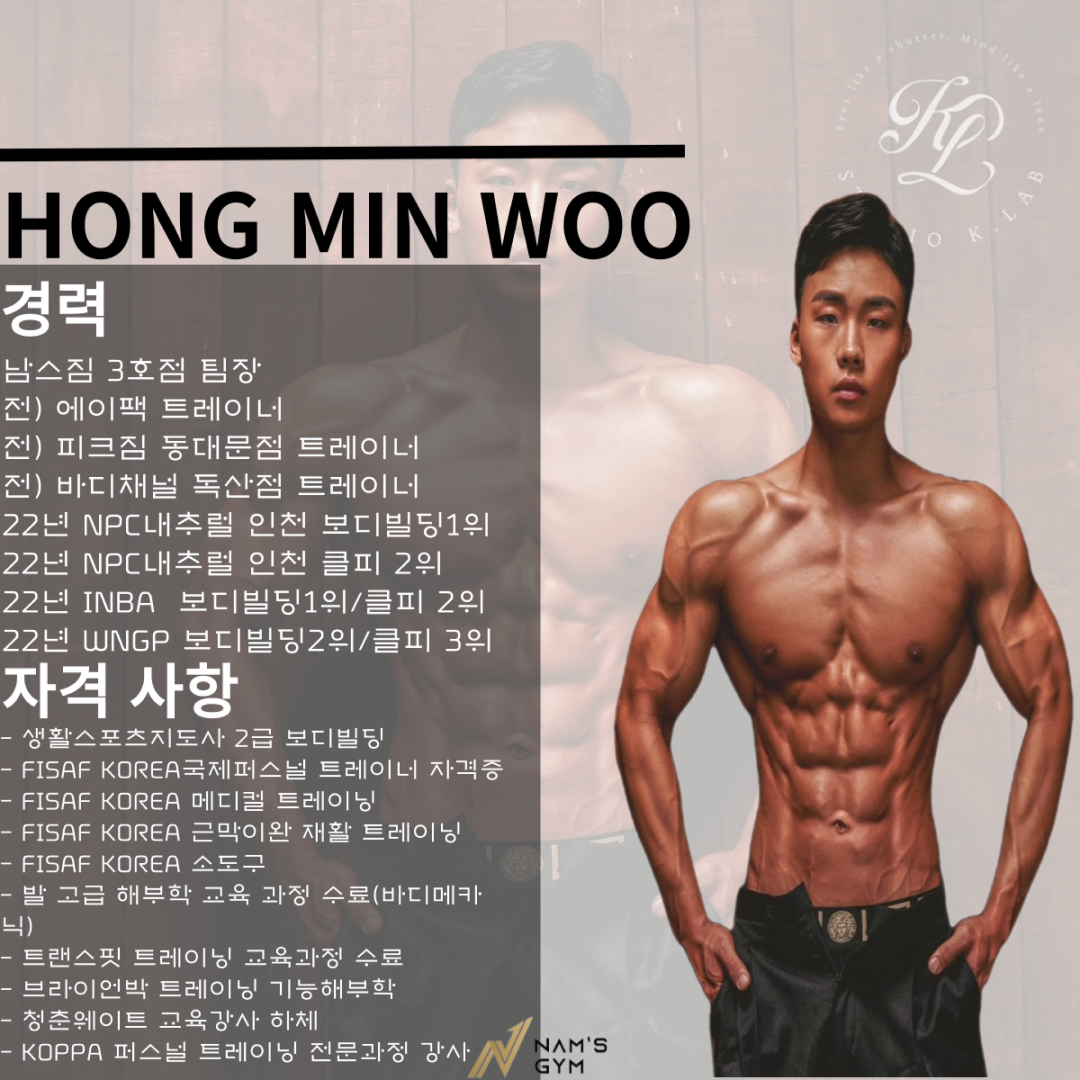 Eyes like a shutter, Mind like a lens
KL
IO K.LAB
HONG MIN WOO
경력
남스짐 3호점 팀장
전) 에이팩 트레이너
전) 피크짐 동대문점 트레이너
전) 바디채널 독산점 트레이너
22년 NPC내추럴 인천 보디빌딩1위
22년 NPC내추럴 인천 클피 2위
22년 INBA 보디빌딩1위/클피 2위
22년 WNGP 보디빌딩2위/클피 3위
자격 사항
- 생활스포츠지도사 2급 보디빌딩
- FISAF KOREA국제퍼스널 트레이너 자격증
- FISAF KOREA 메디컬 트레이닝
- FISAF KOREA 근막이완 재활 트레이닝
- FISAF KOREA 소도구
- 발 고급 해부학 교육 과정 수료(바디메카
닉)
- 트랜스핏 트레이닝 교육과정 수료
- 브라이언박 트레이닝 기능해부학
- 청춘웨이트 교육강사 하체
- KOPPA 퍼스널 트레이닝 전문과정 강사
NAM'S
GYM